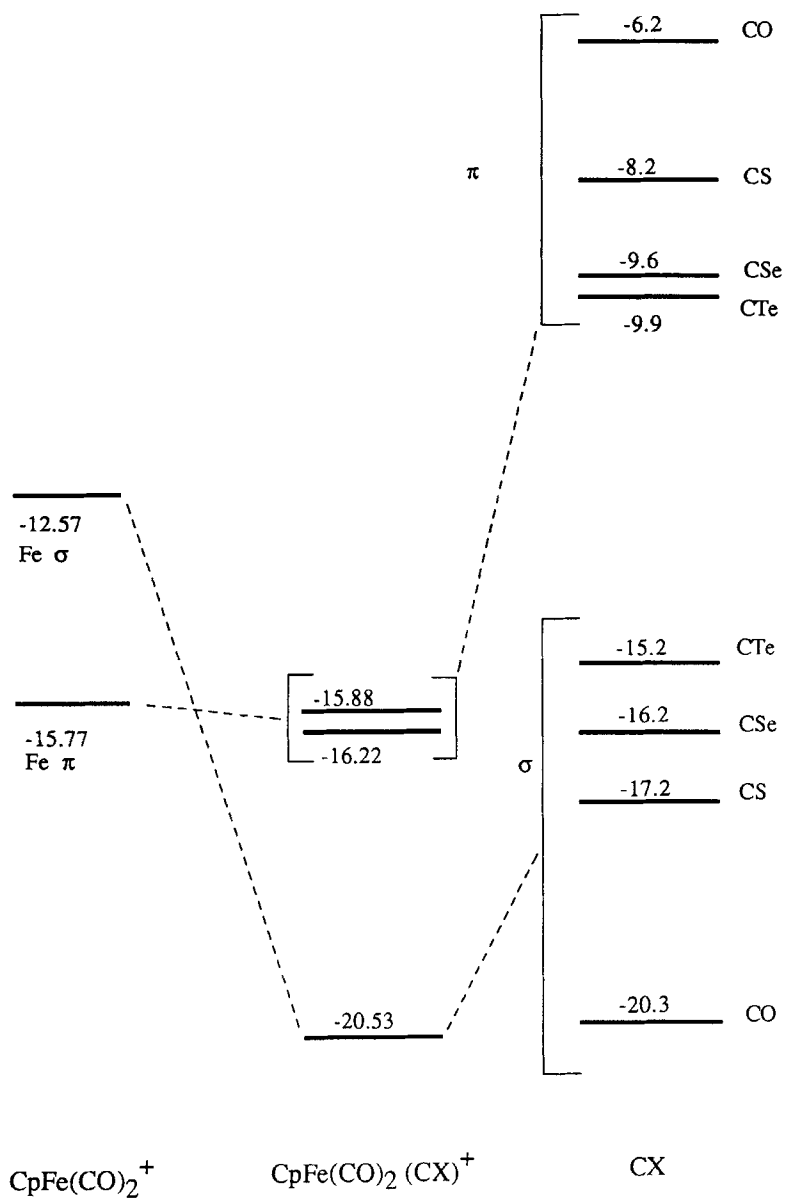 -6.2 CO
π
-8.2 CS
-9.6 CSe
CTe
-9.9
-12.57
Fe σ
-15.2 CTe
-15.88
-16.2 CSe
-15.77
Fe π
-16.22
σ
-17.2 CS
-20.3 CO
-20.53
CpFe(CO)₂⁺ CpFe(CO)₂ (CX)⁺ CX